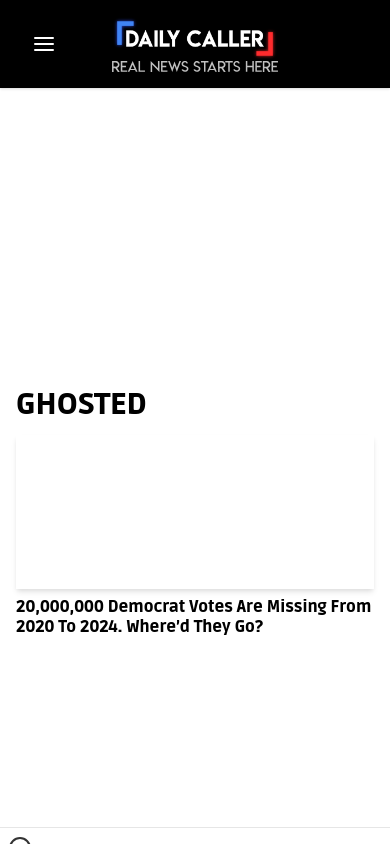 DAILY CALLER
REAL NEWS STARTS HERE
GHOSTED
20,000,000 Democrat Votes Are Missing From
2020 To 2024. Where'd They Go?